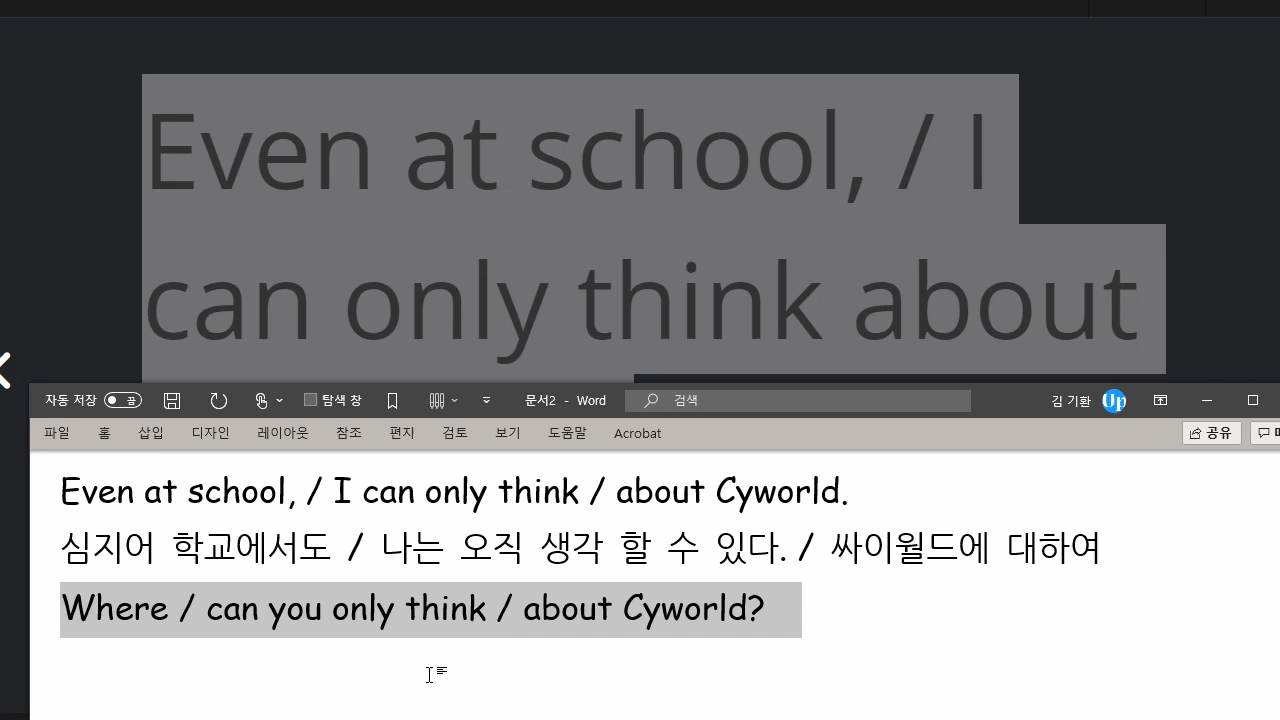 Even at school, / I
can only think about
자동 저장 끔 탐색 창 문서2 - Word 검색 김 기환 Up
파일 홈 삽입 디자인 레이아웃 참조 편지 검토 보기 도움말 Acrobat 공유
Even at school, / I can only think / about Cyworld.
심지어 학교에서도 / 나는 오직 생각 할 수 있다. / 싸이월드에 대하여
Where / can you only think / about Cyworld?